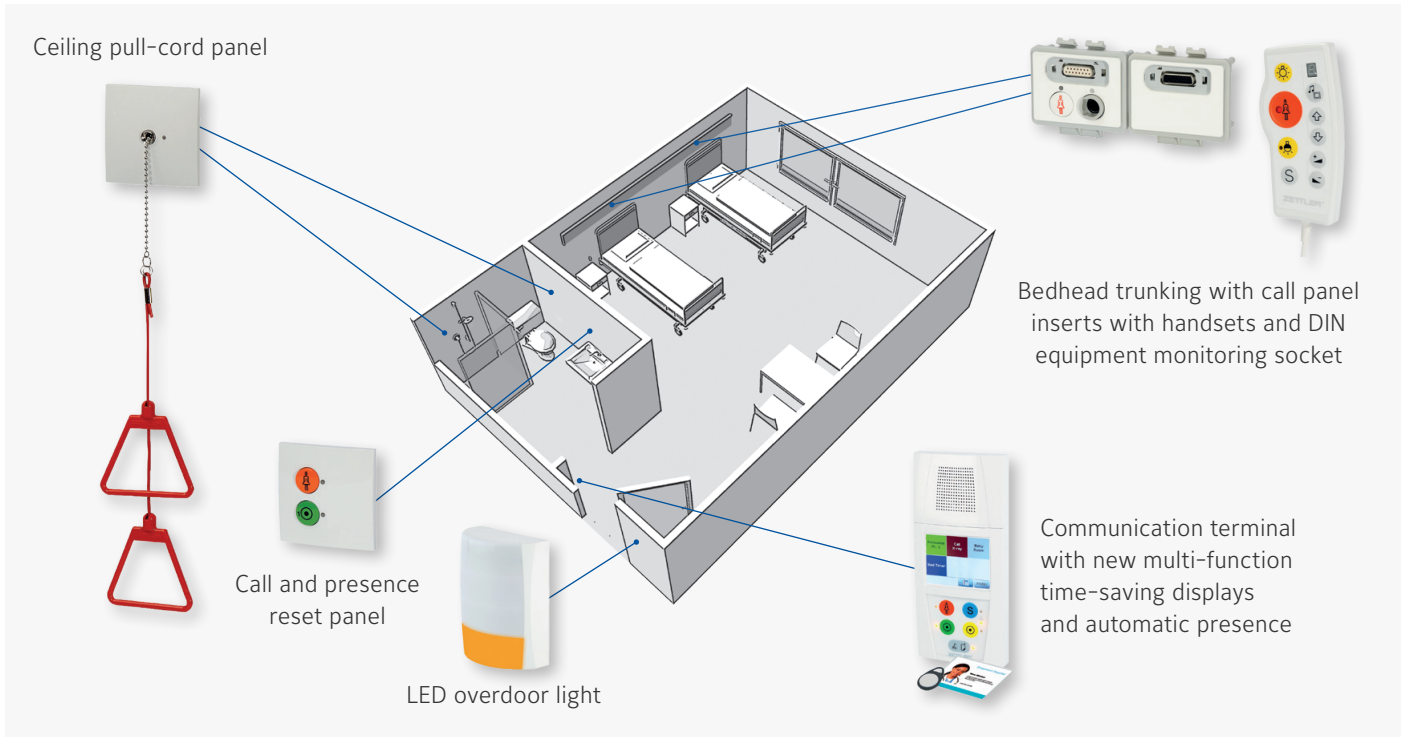 Ceiling pull-cord panel
ZETTLER
Bedhead trunking with call panel
inserts with handsets and DIN
equipment monitoring socket
S
Call and presence
reset panel
LED overdoor light
Call
S
Communication terminal
with new multi-function
time-saving displays
and automatic presence